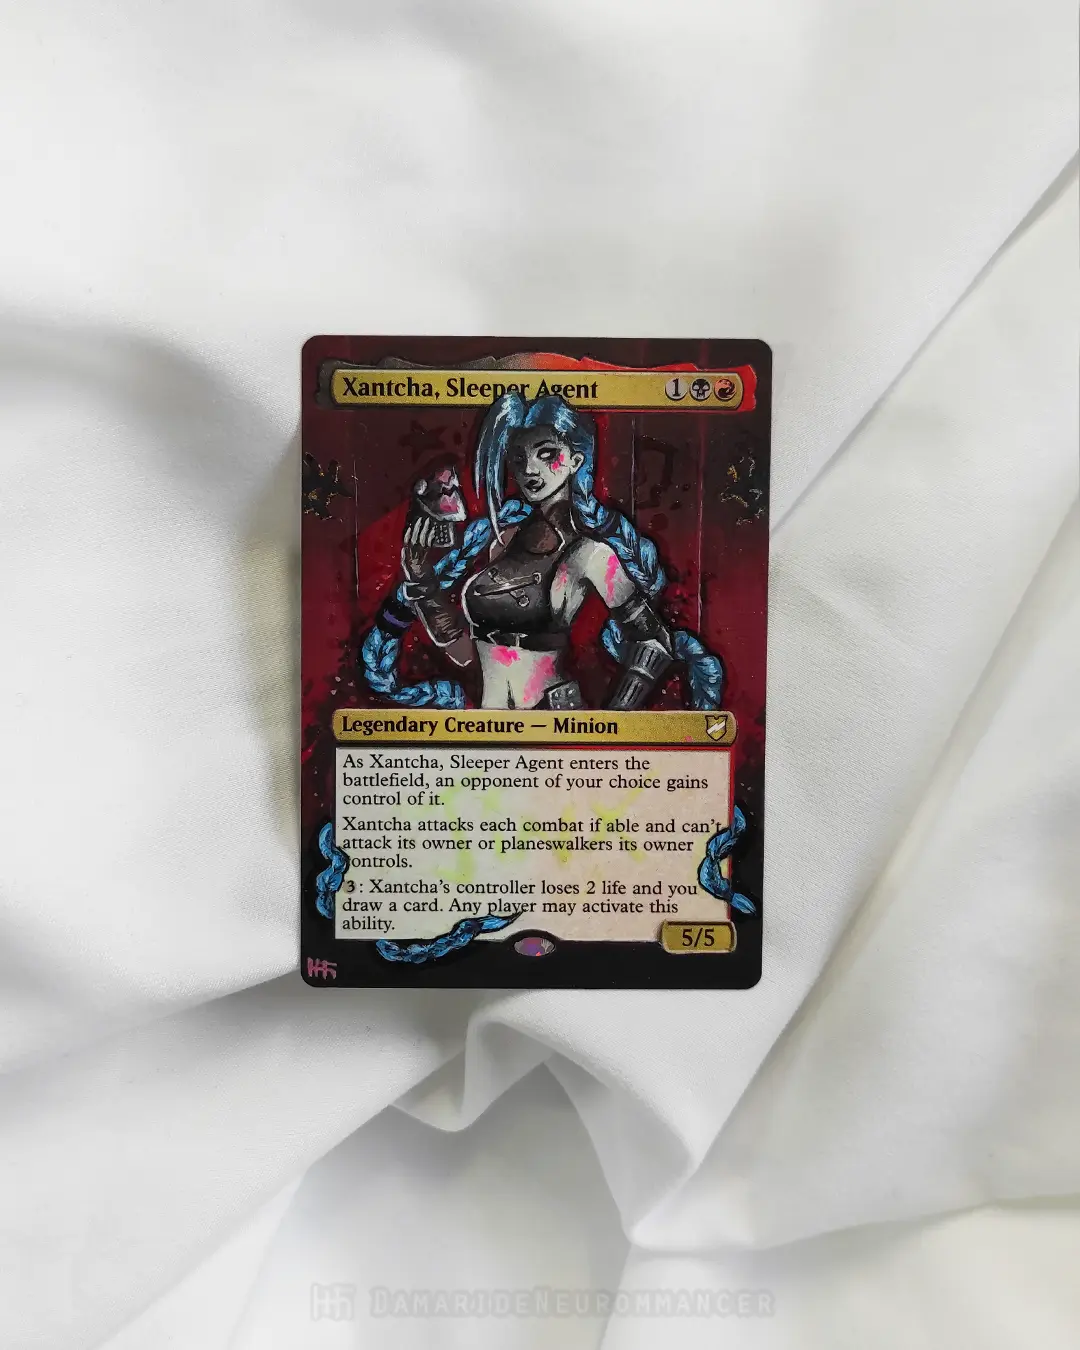 Xantcha, Sleeper Agent 1
Legendary Creature — Minion
As Xantcha, Sleeper Agent enters the
battlefield, an opponent of your choice gains
control of it.
Xantcha attacks each combat if able and can't
attack its owner or planeswalkers its owner
controls.
3: Xantcha's controller loses 2 life and you
draw a card. Any player may activate this
ability.
5/5
DamarideNeurommancer